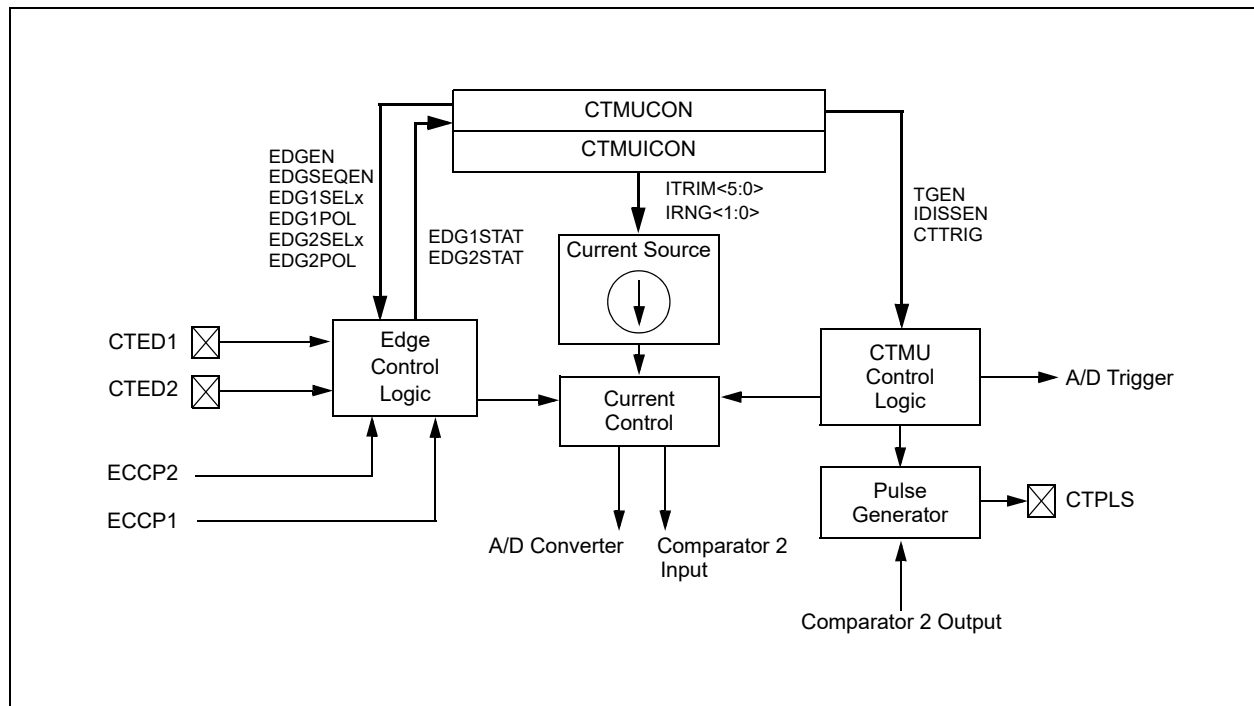 CTMUCON
CTMUICON
EDGEN
EDGSEQEN
EDG1SELx
EDG1POL
EDG2SELx
EDG2POL
EDG1STAT
EDG2STAT
ITRIM<5:0>
IRNG<1:0>
TGEN
IDISSEN
CTTRIG
Current Source
CTED1
CTED2
Edge
Control
Logic
Current
Control
CTMU
Control
Logic
A/D Trigger
ECCP2
ECCP1
Pulse
Generator
CTPLS
A/D Converter
Comparator 2
Input
Comparator 2 Output